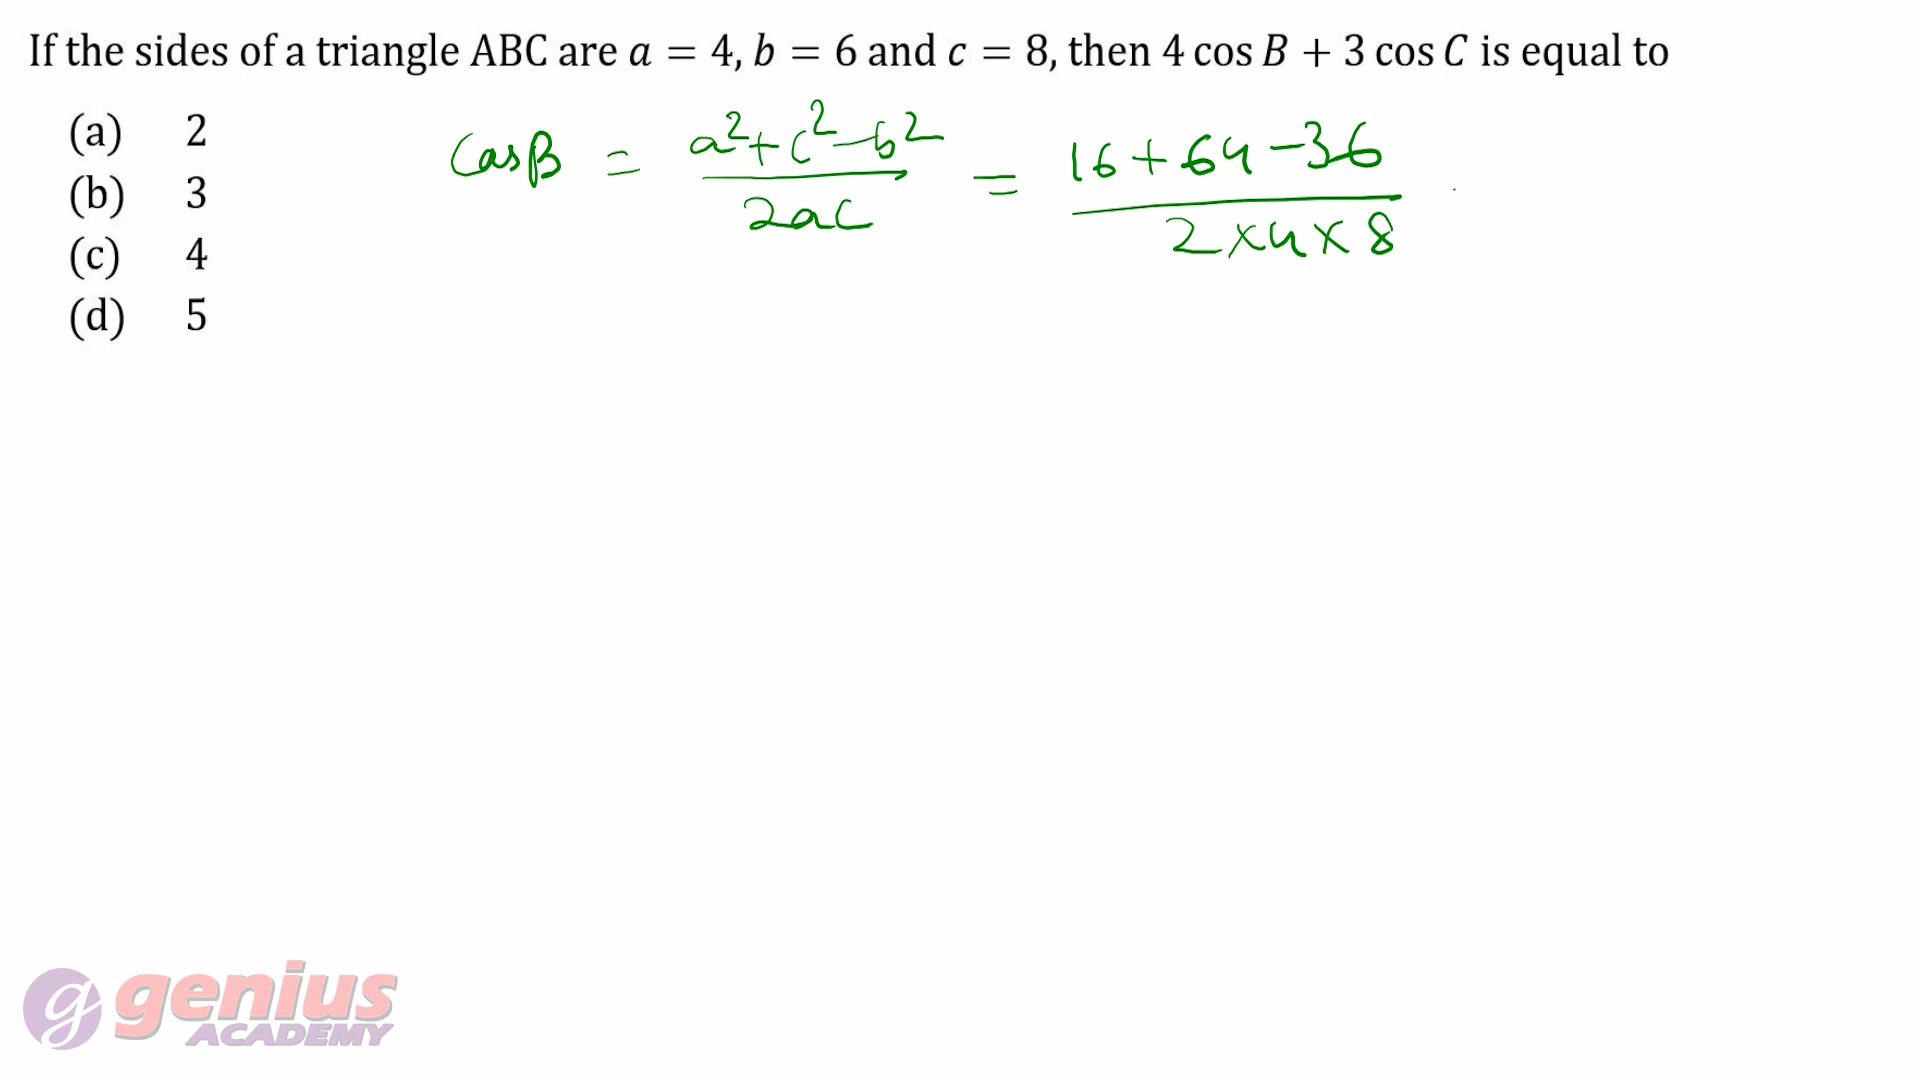 If the sides of a triangle ABC are a = 4, b = 6 and c = 8, then 4 cos B + 3 cos C is equal to
(a) 2
(b) 3
(c) 4
(d) 5
CosB = a²+c²-b² / 2ac = 16+64-36 / 2×4×8
genius
ACADEMY